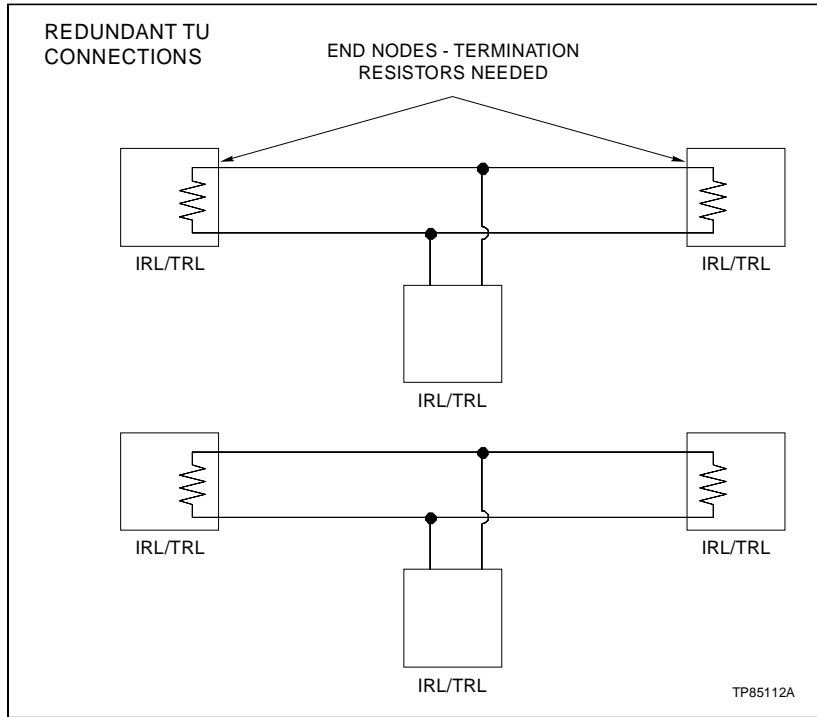 REDUNDANT TU
CONNECTIONS
END NODES - TERMINATION
RESISTORS NEEDED
IRL/TRL
IRL/TRL
IRL/TRL
IRL/TRL
IRL/TRL
IRL/TRL
TP85112A